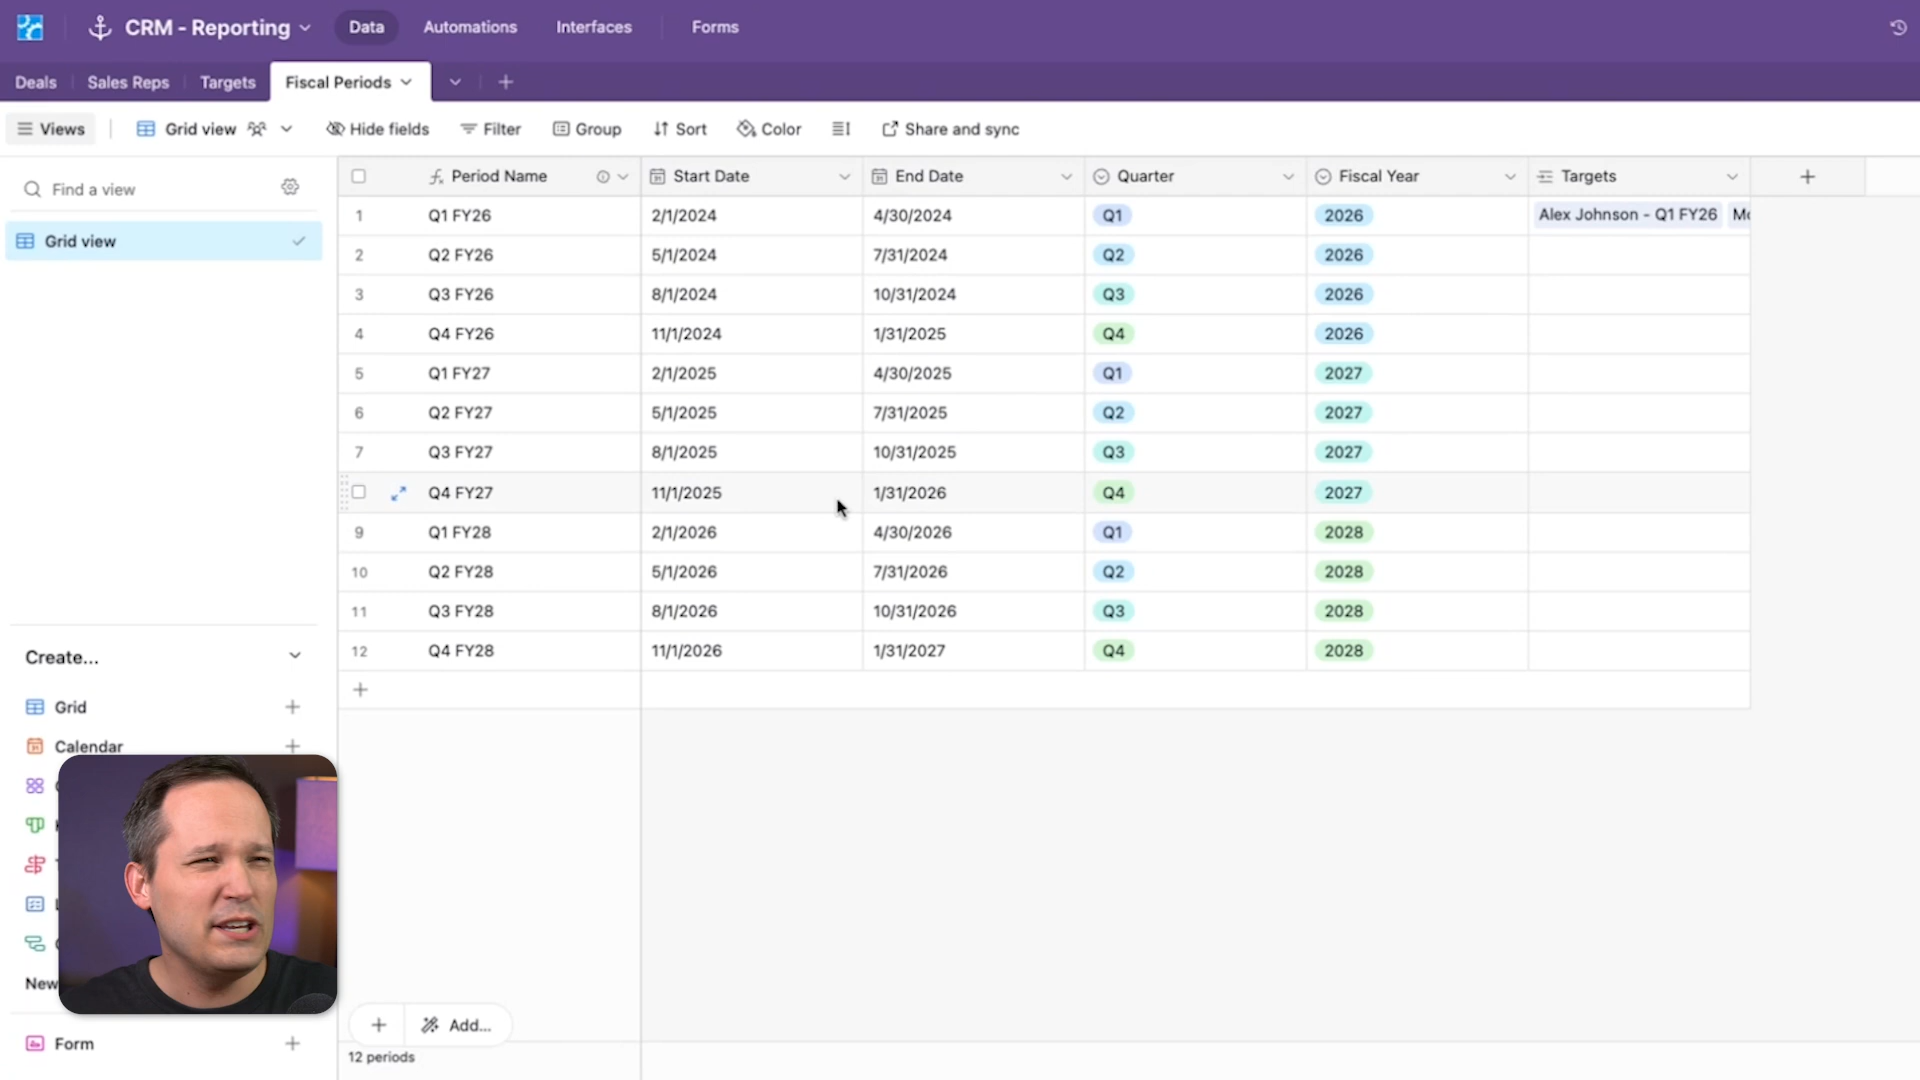 CRM - Reporting
Data
Automations
Interfaces
Forms
Deals
Sales Reps
Targets
Fiscal Periods
Views
Grid view
Hide fields
Filter
Group
Sort
Color
Share and sync
Find a view
Grid view
Period Name Start Date End Date Quarter Fiscal Year Targets
1 Q1 FY26 2/1/2024 4/30/2024 Q1 2026 Alex Johnson - Q1 FY26
2 Q2 FY26 5/1/2024 7/31/2024 Q2 2026
3 Q3 FY26 8/1/2024 10/31/2024 Q3 2026
4 Q4 FY26 11/1/2024 1/31/2025 Q4 2026
5 Q1 FY27 2/1/2025 4/30/2025 Q1 2027
6 Q2 FY27 5/1/2025 7/31/2025 Q2 2027
7 Q3 FY27 8/1/2025 10/31/2025 Q3 2027
Q4 FY27 11/1/2025 1/31/2026 Q4 2027
9 Q1 FY28 2/1/2026 4/30/2026 Q1 2028
10 Q2 FY28 5/1/2026 7/31/2026 Q2 2028
11 Q3 FY28 8/1/2026 10/31/2026 Q3 2028
12 Q4 FY28 11/1/2026 1/31/2027 Q4 2028
Create...
Grid
Calendar
New
Form
Add...
12 periods